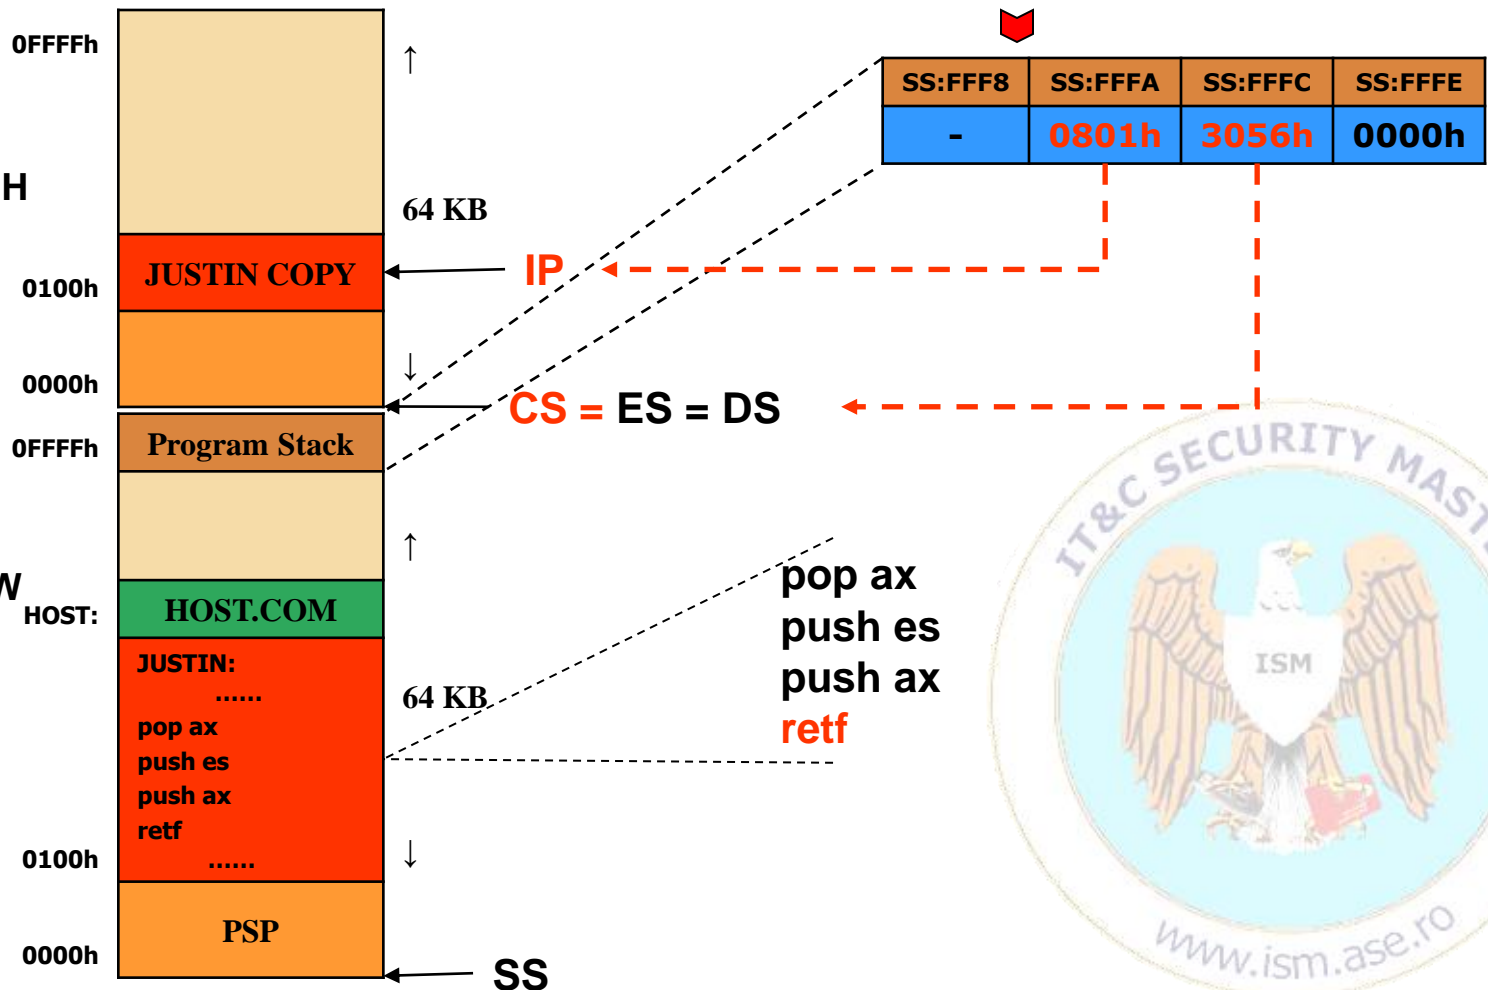 0FFFFh
↑
H
64 KB
JUSTIN COPY
0100h
↓
0000h
SS:FFF8 SS:FFFA SS:FFFC SS:FFFE
- 0801h 3056h 0000h
IP
CS = ES = DS
0FFFFh
Program Stack
↑
W
HOST:
HOST.COM
JUSTIN:
......
pop ax
push es
push ax
retf
......
64 KB
0100h
↓
PSP
0000h
SS
pop ax
push es
push ax
retf
IT&C SECURITY
ISM
www.ism.ase.ro